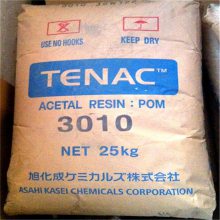 USE NO HOOKS
KEEP DRY
TENAC™
ACETAL RESIN : POM
3010
NET 25kg
旭化成ケミカルズ株式会社
ASAHI KASEI CHEMICALS CORPORATION